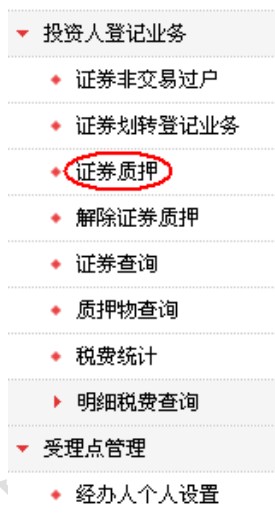 投资人登记业务
证券非交易过户
证券划转登记业务
证券质押
解除证券质押
证券查询
质押物查询
税费统计
明细税费查询
受理点管理
经办人个人设置